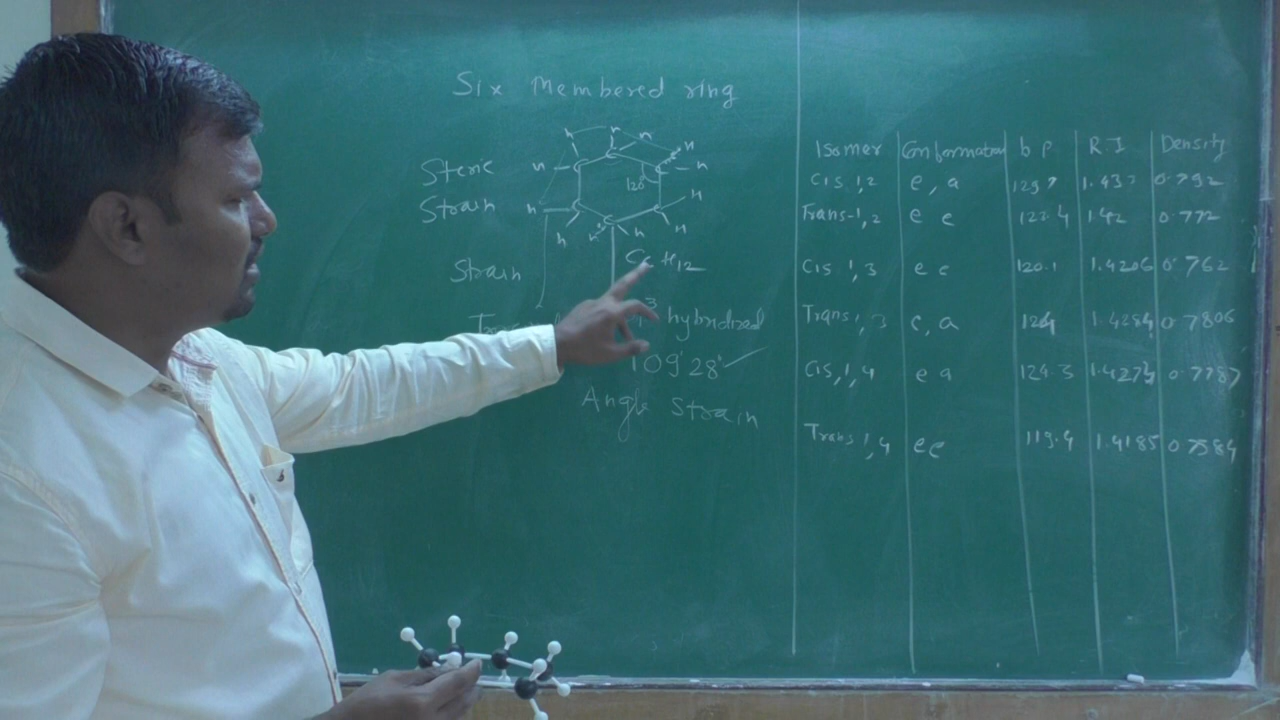 Six Membered ring
Steric
Strain
120
C6 H12
Strain
3 hybridized
109' 28'
Angle Strain
Isomer Conformation b p. R.I Density
Cis 1,2 e, a 129.7 1.437 0.792
Trans-1,2 e e 123.4 1.42 0.772
Cis 1,3 e e 120.1 1.4206 0.762
Trans 1,3 e, a 124 1.4284 0.7806
Cis, 1,4 e a 124.3 1.4273 0.7787
Trans 1,4 e e 119.4 1.4185 0.7584